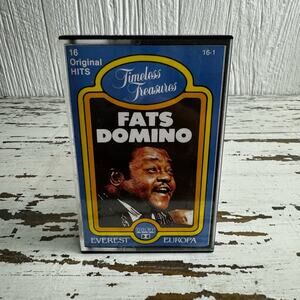 16
Original
HITS
16-1
Timeless
Treasures
FATS
DOMINO
EVEREST
EUROPA